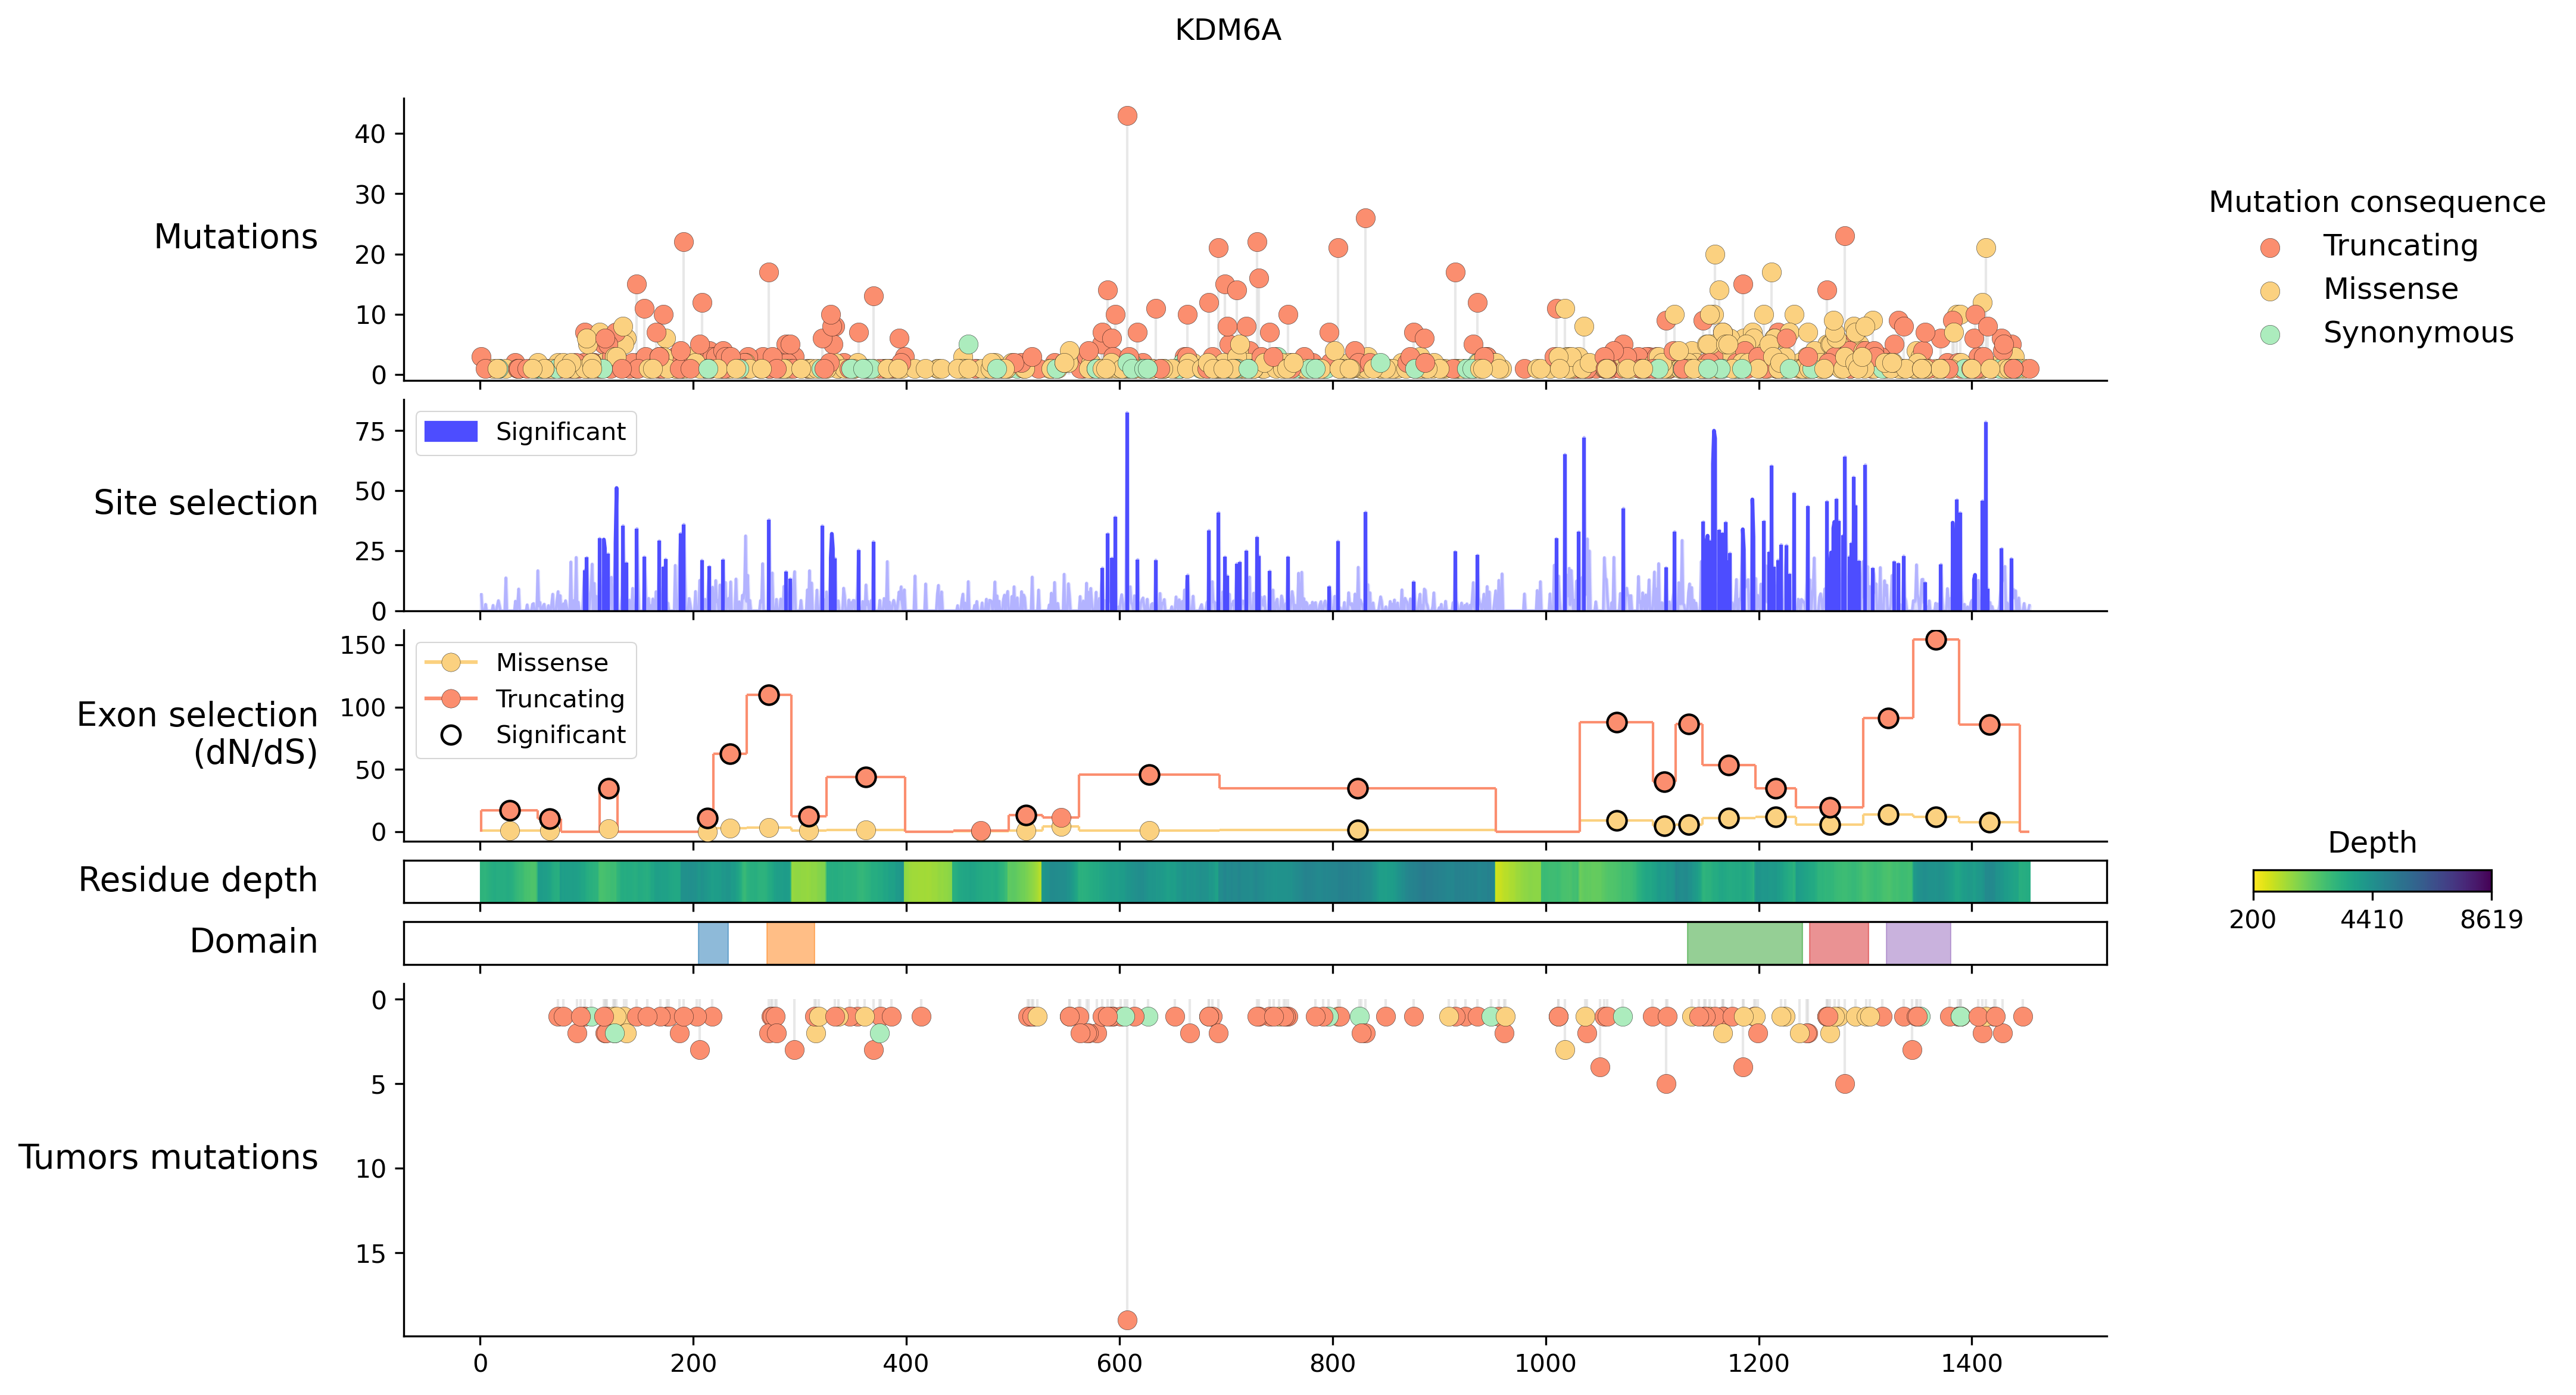 KDM6A
Mutations
40
30
20
10
0
Mutation consequence
Truncating
Missense
Synonymous
Site selection
75
50
25
0
Significant
Exon selection
(dN/dS)
150
100
50
0
Missense
Truncating
Significant
Residue depth
Depth
200 4410 8619
Domain
Tumors mutations
0
5
10
15
0 200 400 600 800 1000 1200 1400